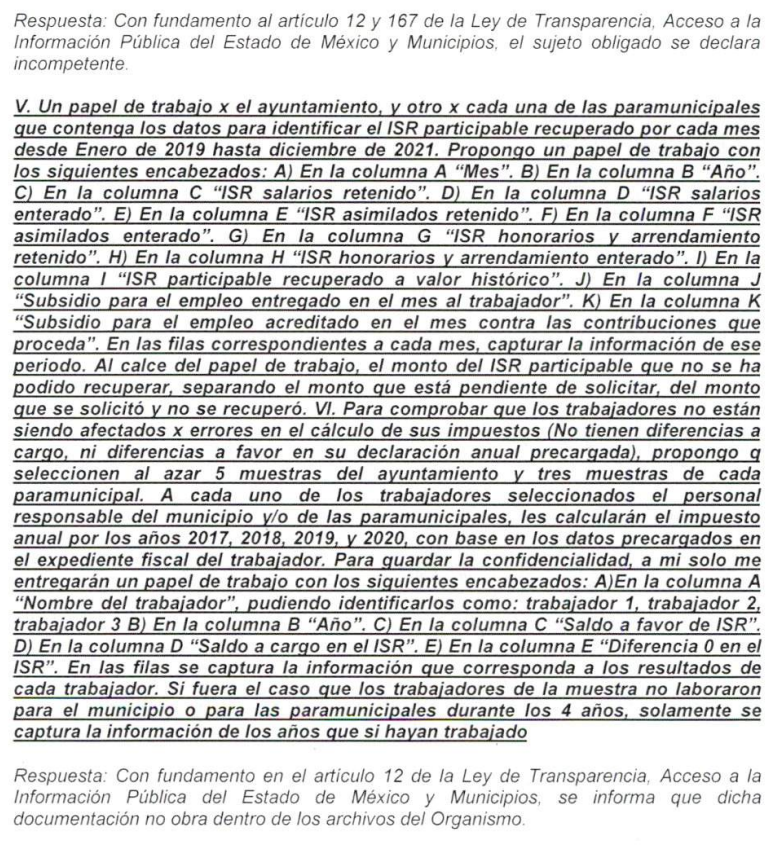 Respuesta: Con fundamento al artículo 12 y 167 de la Ley de Transparencia, Acceso a la
Información Pública del Estado de México y Municipios, el sujeto obligado se declara
incompetente.
V. Un papel de trabajo x el ayuntamiento, y otro x cada una de las paramunicipales
que contenga los datos para identificar el ISR participable recuperado por cada mes
desde Enero de 2019 hasta diciembre de 2021. Propongo un papel de trabajo con
los siguientes encabezados: A) En la columna A “Mes”. B) En la columna B “Año”.
C) En la columna C “ISR salarios retenido”. D) En la columna D “ISR salarios
enterado”. E) En la columna E “ISR asimilados retenido”. F) En la columna F “ISR
asimilados enterado”. G) En la columna G “ISR honorarios y arrendamiento
retenido”. H) En la columna H “ISR honorarios y arrendamiento enterado”. I) En la
columna I “ISR participable recuperado a valor histórico”. J) En la columna J
“Subsidio para el empleo entregado en el mes al trabajador”. K) En la columna K
“Subsidio para el empleo acreditado en el mes contra las contribuciones que
proceda”. En las filas correspondientes a cada mes, capturar la información de ese
periodo. Al calce del papel de trabajo, el monto del ISR participable que no se ha
podido recuperar, separando el monto que está pendiente de solicitar, del monto
que se solicitó y no se recuperó. VI. Para comprobar que los trabajadores no están
siendo afectados x errores en el cálculo de sus impuestos (No tienen diferencias a
cargo, ni diferencias a favor en su declaración anual precargada), propongo q
seleccionen al azar 5 muestras del ayuntamiento y tres muestras de cada
paramunicipal. A cada uno de los trabajadores seleccionados el personal
responsable del municipio y/o de las paramunicipales, les calcularán el impuesto
anual por los años 2017, 2018, 2019, y 2020, con base en los datos precargados en
el expediente fiscal del trabajador. Para guardar la confidencialidad, a mi solo me
entregarán un papel de trabajo con los siguientes encabezados: A)En la columna A
“Nombre del trabajador”, pudiendo identificarlos como: trabajador 1, trabajador 2,
trabajador 3 B) En la columna B “Año”. C) En la columna C “Saldo a favor de ISR”.
D) En la columna D “Saldo a cargo en el ISR”. E) En la columna E “Diferencia 0 en el
ISR”. En las filas se captura la información que corresponda a los resultados de
cada trabajador. Si fuera el caso que los trabajadores de la muestra no laboraron
para el municipio o para las paramunicipales durante los 4 años, solamente se
captura la información de los años que si hayan trabajado
Respuesta: Con fundamento en el artículo 12 de la Ley de Transparencia, Acceso a la
Información Pública del Estado de México y Municipios, se informa que dicha
documentación no obra dentro de los archivos del Organismo.